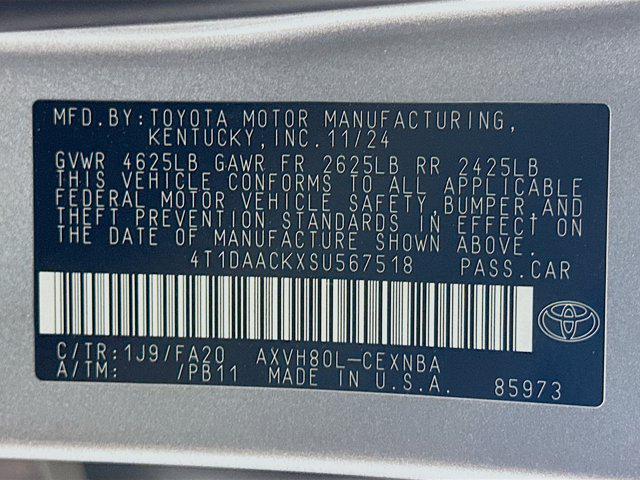 MFD.BY:TOYOTA MOTOR MANUFACTURING,
KENTUCKY,INC.11/24
GVWR 4625LB GAWR FR 2625LB RR 2425LB
THIS VEHICLE CONFORMS TO ALL APPLICABLE
FEDERAL MOTOR VEHICLE SAFETY,BUMPER,AND
THEFT PREVENTION STANDARDS IN EFFECT ON
THE DATE OF MANUFACTURE SHOWN ABOVE.
4T1DAACKXSU567518 PASS.CAR
C/TR:1J9/FA20 AXVH80L-CEXNBA
A/TM: /PB11 MADE IN U.S.A. 85973